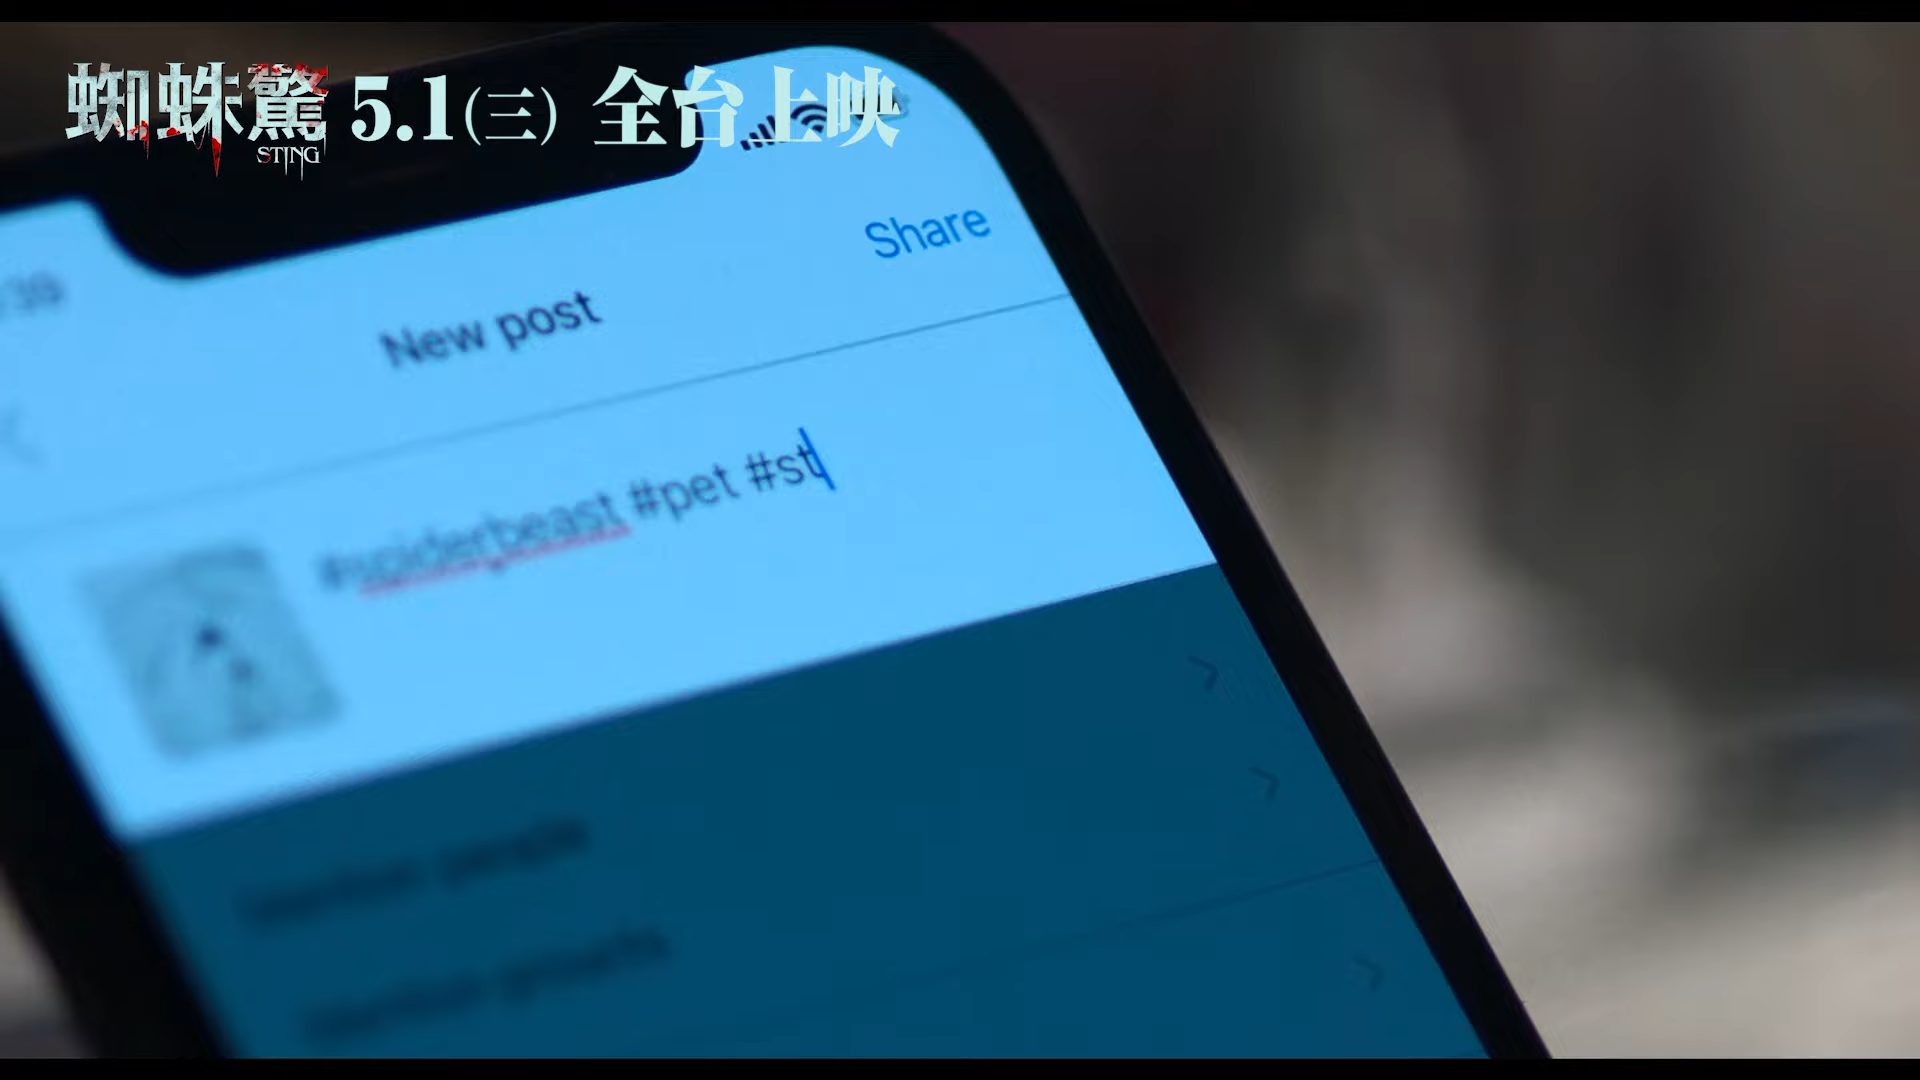 蜘蛛驚 5.1(三) 全台上映
STING
Share
New post
#spiderbeast #pet #st